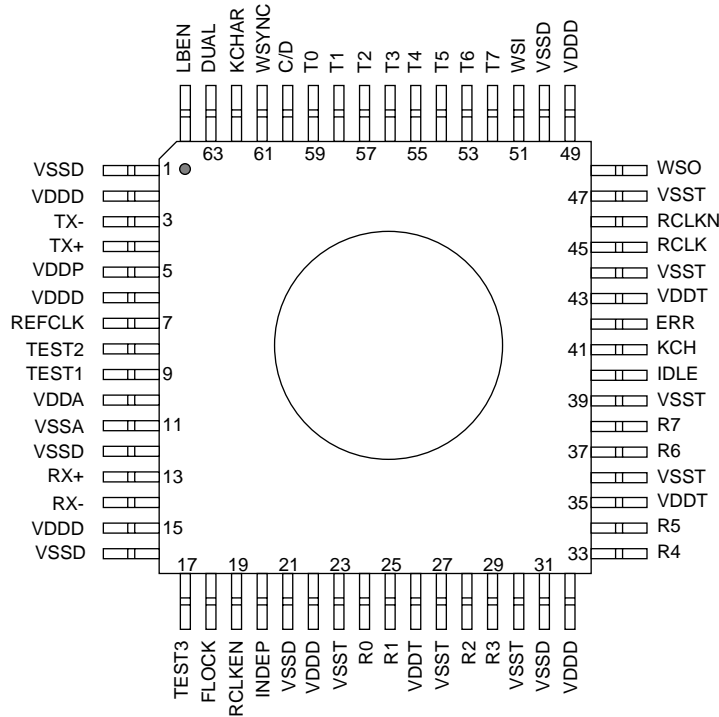 LBEN
DUAL
KCHAR
WSYNC
C/D
T0
T1
T2
T3
T4
T5
T6
T7
WSI
VSSD
VDDD
63
61
59
57
55
53
51
49
VSSD
1
VDDD
TX-
3
TX+
VDDP
5
VDDD
REFCLK
7
TEST2
TEST1
9
VDDA
VSSA
11
VSSD
RX+
13
RX-
VDDD
15
VSSD
WSO
47
VSST
RCLKN
45
RCLK
VSST
43
VDDT
ERR
41
KCH
IDLE
39
VSST
R7
37
R6
VSST
35
VDDT
R5
33
R4
17
19
21
23
25
27
29
31
TEST3
FLOCK
RCLKEN
INDEP
VSSD
VDDD
VSST
R0
R1
VDDT
VSST
R2
R3
VSST
VSSD
VDDD